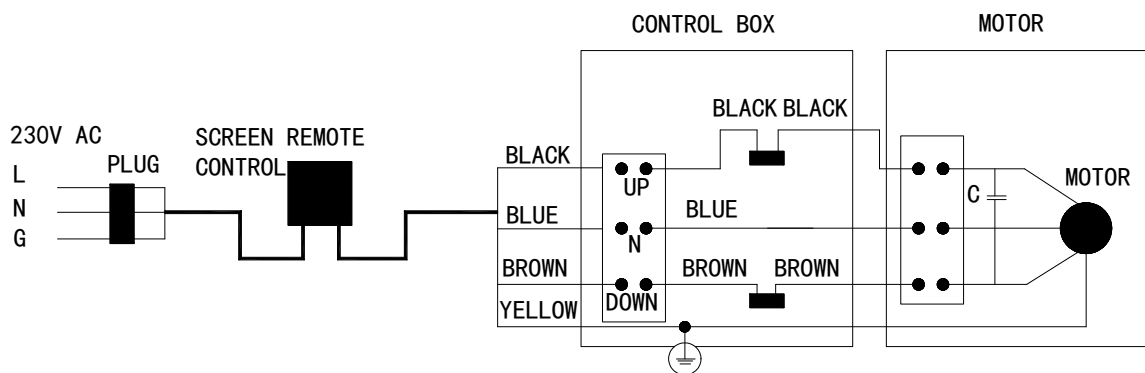 CONTROL BOX
MOTOR
230V AC
L
N
G
PLUG
SCREEN REMOTE
CONTROL
BLACK
BLUE
BROWN
YELLOW
UP
N
DOWN
BLACK BLACK
BLUE
BROWN BROWN
C
MOTOR